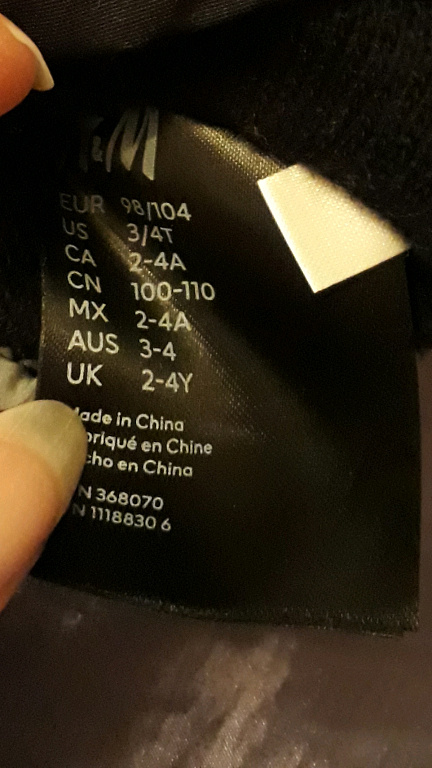 &M
EUR 98/104
US 3/4T
CA 2-4A
CN 100-110
MX 2-4A
AUS 3-4
UK 2-4Y
ade in China
briqué en Chine
cho en China
N 368070
N 1118830 6